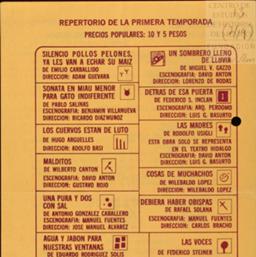 REPERTORIO DE LA PRIMERA TEMPORADA
PRECIOS POPULARES: 10 Y 5 PESOS
SILENCIO POLLOS PELONES,
YA LES VAN A ECHAR SU MAIZ
DE EMILIO CARBALLIDO
DIRECCION: ADAM GUEVARA
SONATA EN MIAU MENOR
PARA GATO INDIFERENTE
DE PABLO SALINAS
ESCENOGRAFIA: BENJAMIN VILLANUEVA
DIRECCION: RICARDO DIAZMUÑOZ
LOS CUERVOS ESTAN DE LUTO
DE HUGO ARGUELLES
DIRECCION: ADOLFO BASI
MALDITOS
DE WILBERTO CANTON
ESCENOGRAFIA: DAVID ANTON
DIRECCION: GUSTAVO ROJO
UNA PURA Y DOS
CON SAL
DE ANTONIO GONZALEZ CABALLERO
ESCENOGRAFIA: MANUEL FUENTES
DIRECCION: JOSE MANUEL ALVAREZ
AGUA Y JABON PARA
NUESTRAS VENTANAS
DE EDUARDO RODRIGUEZ SOLIS
UN SOMBRERO LLENO
DE LLUVIA
DE MIGUEL V. GAZZO
ESCENOGRAFIA: DAVID ANTON
DIRECCION: LORENZO DE RODAS
DETRAS DE ESA PUERTA
DE FEDERICO S. INCLAN
ESCENOGRAFIA: ARQ. PERDOMO
DIRECCION: LUIS G. BASURTO
LAS MADRES
DE RODOLFO USIGLI
ESTA OBRA SOLO SE REPRESENTA
EN EL TEATRO HIDALGO
ESCENOGRAFIA: DAVID ANTON
DIRECCION: LUIS G. BASURTO
COSAS DE MUCHACHOS
DE WILEBALDO LOPEZ
DIRECCION: WILEBALDO LOPEZ
DEBIERA HABER OBISPAS
DE RAFAEL SOLANA
ESCENOGRAFIA: MANUEL FUENTES
DIRECCION: CARLOS BRACHO
LAS VOCES
DE FEDERICO STEINER